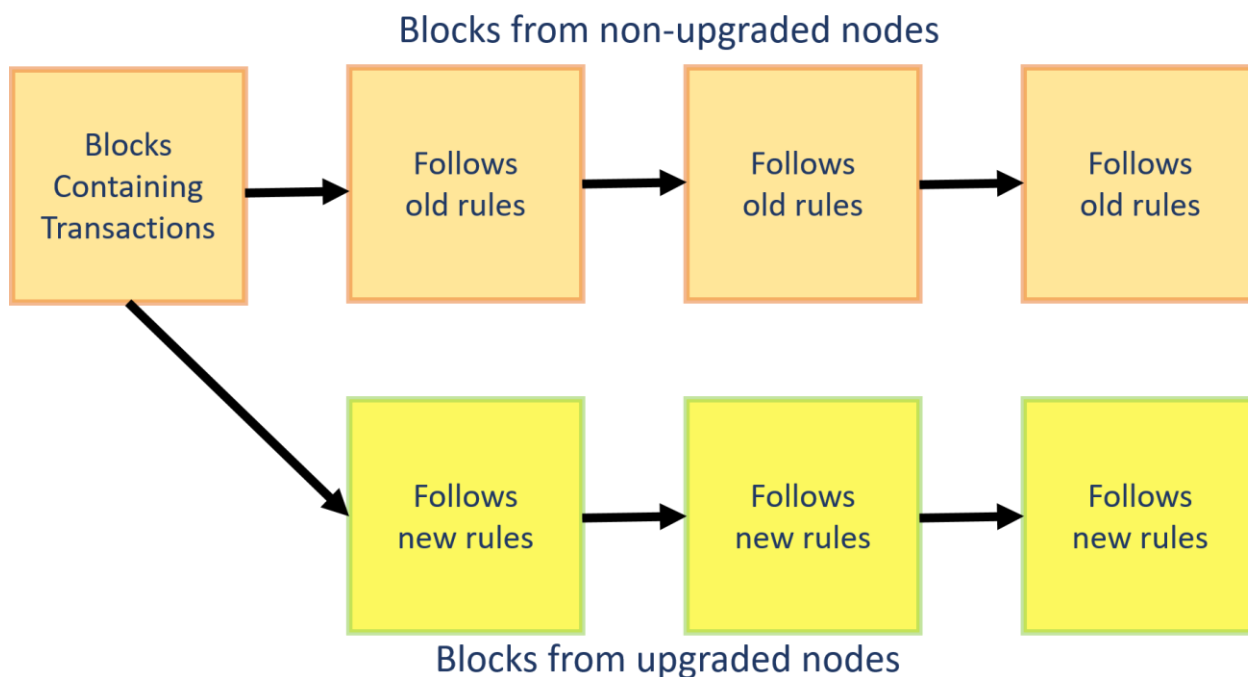 Blocks from non-upgraded nodes
Blocks
Containing
Transactions
Follows
old rules
Follows
old rules
Follows
old rules
Follows
new rules
Follows
new rules
Follows
new rules
Blocks from upgraded nodes